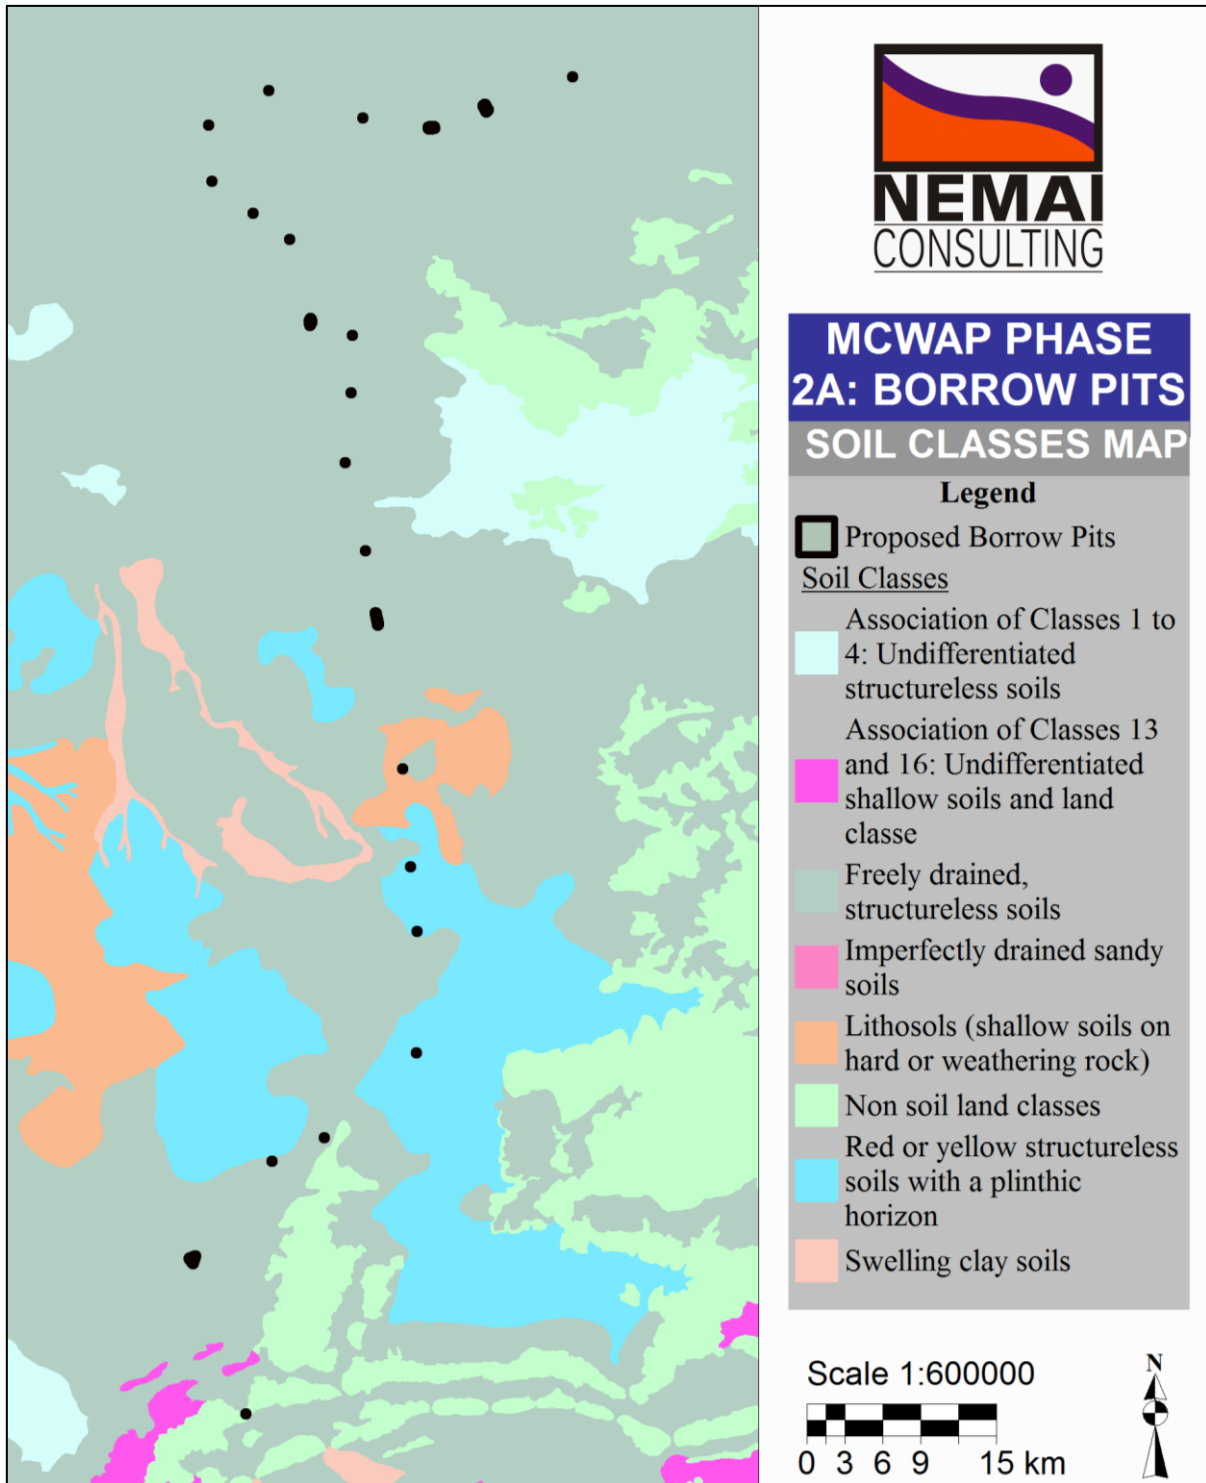 NEMAI
CONSULTING
MCWAP PHASE
2A: BORROW PITS
SOIL CLASSES MAP
Legend
Proposed Borrow Pits
Soil Classes
Association of Classes 1 to
4: Undifferentiated
structureless soils
Association of Classes 13
and 16: Undifferentiated
shallow soils and land
classe
Freely drained,
structureless soils
Imperfectly drained sandy
soils
Lithosols (shallow soils on
hard or weathering rock)
Non soil land classes
Red or yellow structureless
soils with a plinthic
horizon
Swelling clay soils
Scale 1:600000
N
0 3 6 9 15 km